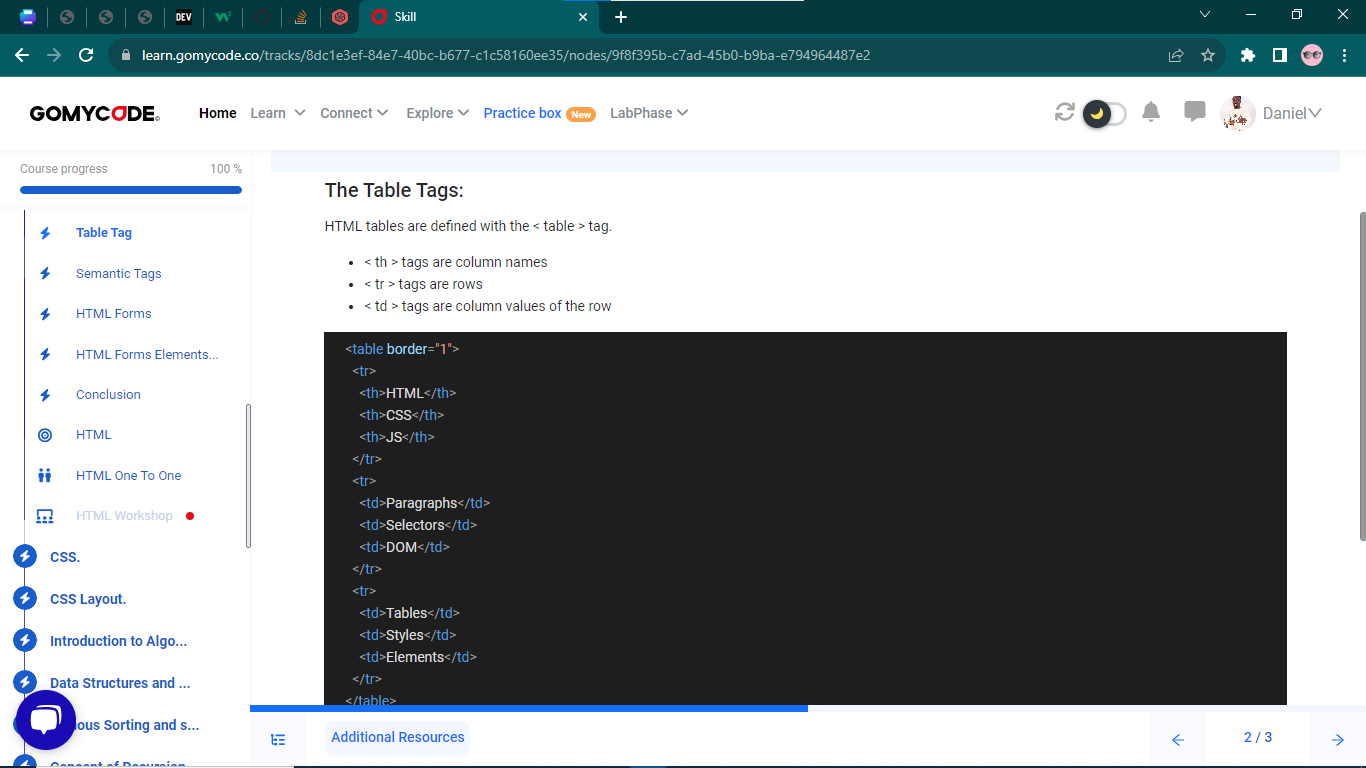 DEV
Skill
learn.gomycode.co/tracks/8dc1e3ef-84e7-40bc-b677-c1c58160ee35/nodes/9f8f395b-c7ad-45b0-b9ba-e794964487e2
GOMYCODE
Home Learn Connect Explore Practice box New LabPhase Daniel
Course progress 100 %
Table Tag
Semantic Tags
HTML Forms
HTML Forms Elements...
Conclusion
HTML
HTML One To One
HTML Workshop
CSS.
CSS Layout.
Introduction to Algo...
Data Structures and ...
ous Sorting and s...
Concept of Recursion
The Table Tags:
HTML tables are defined with the < table > tag.
• < th > tags are column names
• < tr > tags are rows
• < td > tags are column values of the row
<table border="1">
<tr>
<th>HTML</th>
<th>CSS</th>
<th>JS</th>
</tr>
<tr>
<td>Paragraphs</td>
<td>Selectors</td>
<td>DOM</td>
</tr>
<tr>
<td>Tables</td>
<td>Styles</td>
<td>Elements</td>
</tr>
</table>
Additional Resources
2 / 3